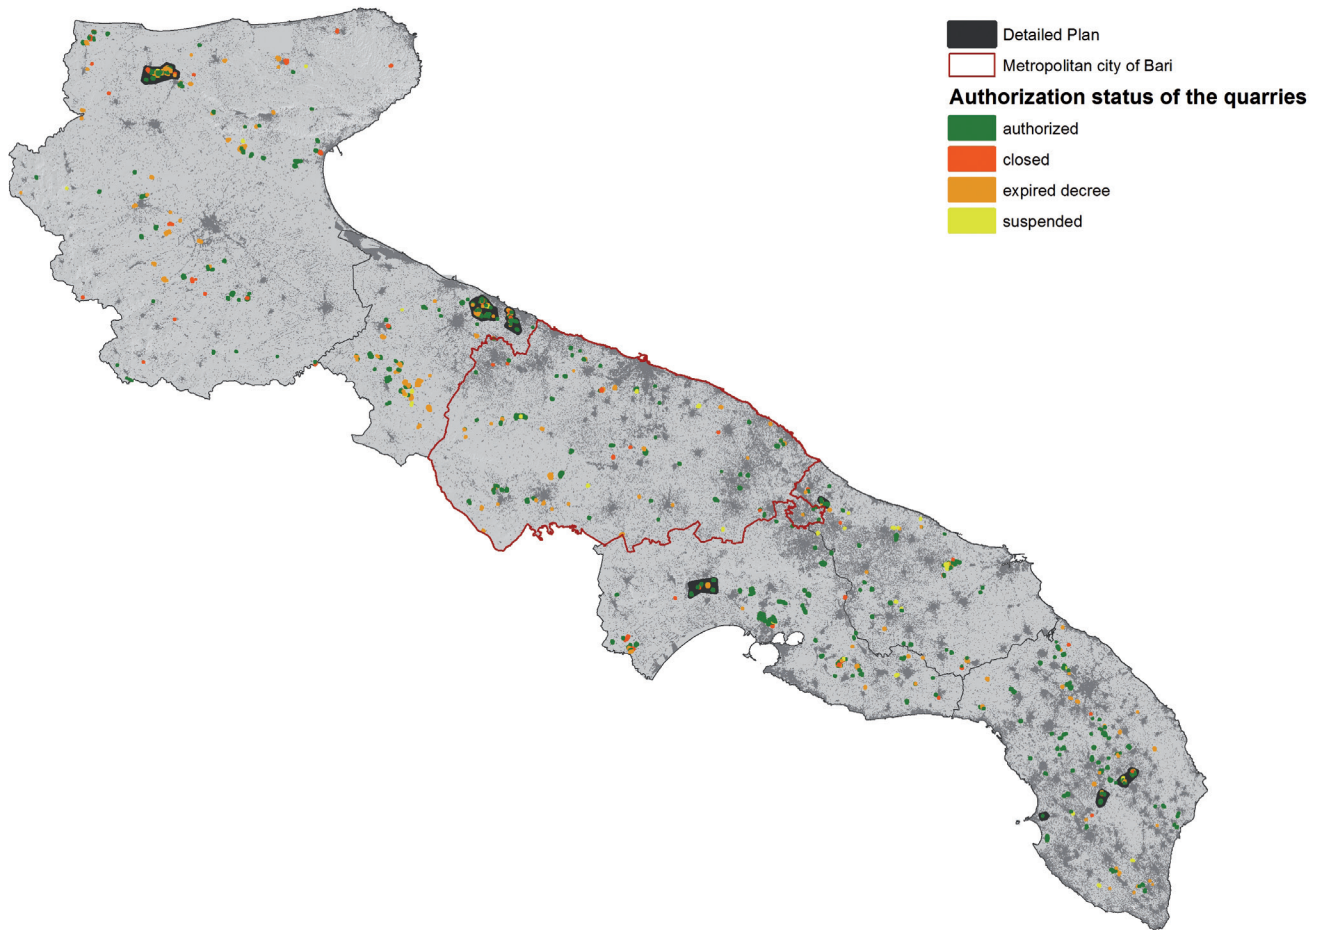 Detailed Plan
Metropolitan city of Bari
Authorization status of the quarries
authorized
closed
expired decree
suspended